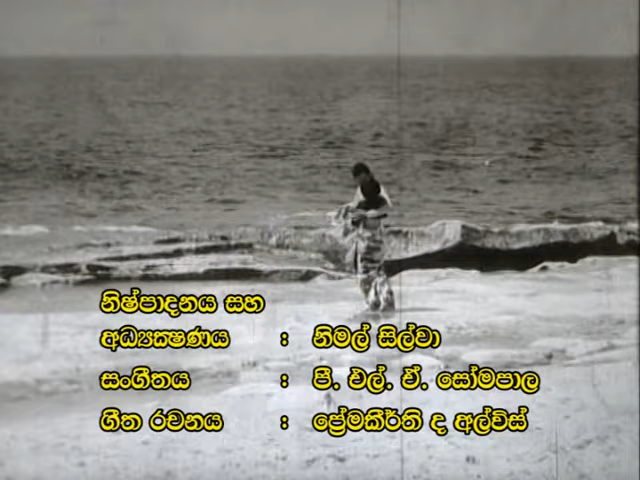 නිෂ්පාදනය සහ
අධ්‍යක්ෂණය : නිමල් සිල්වා
සංගීතය : පී. එල්. ඒ. සෝමපාල
ගීත රචනය : ප්‍රේමකීර්ති ද අල්විස්